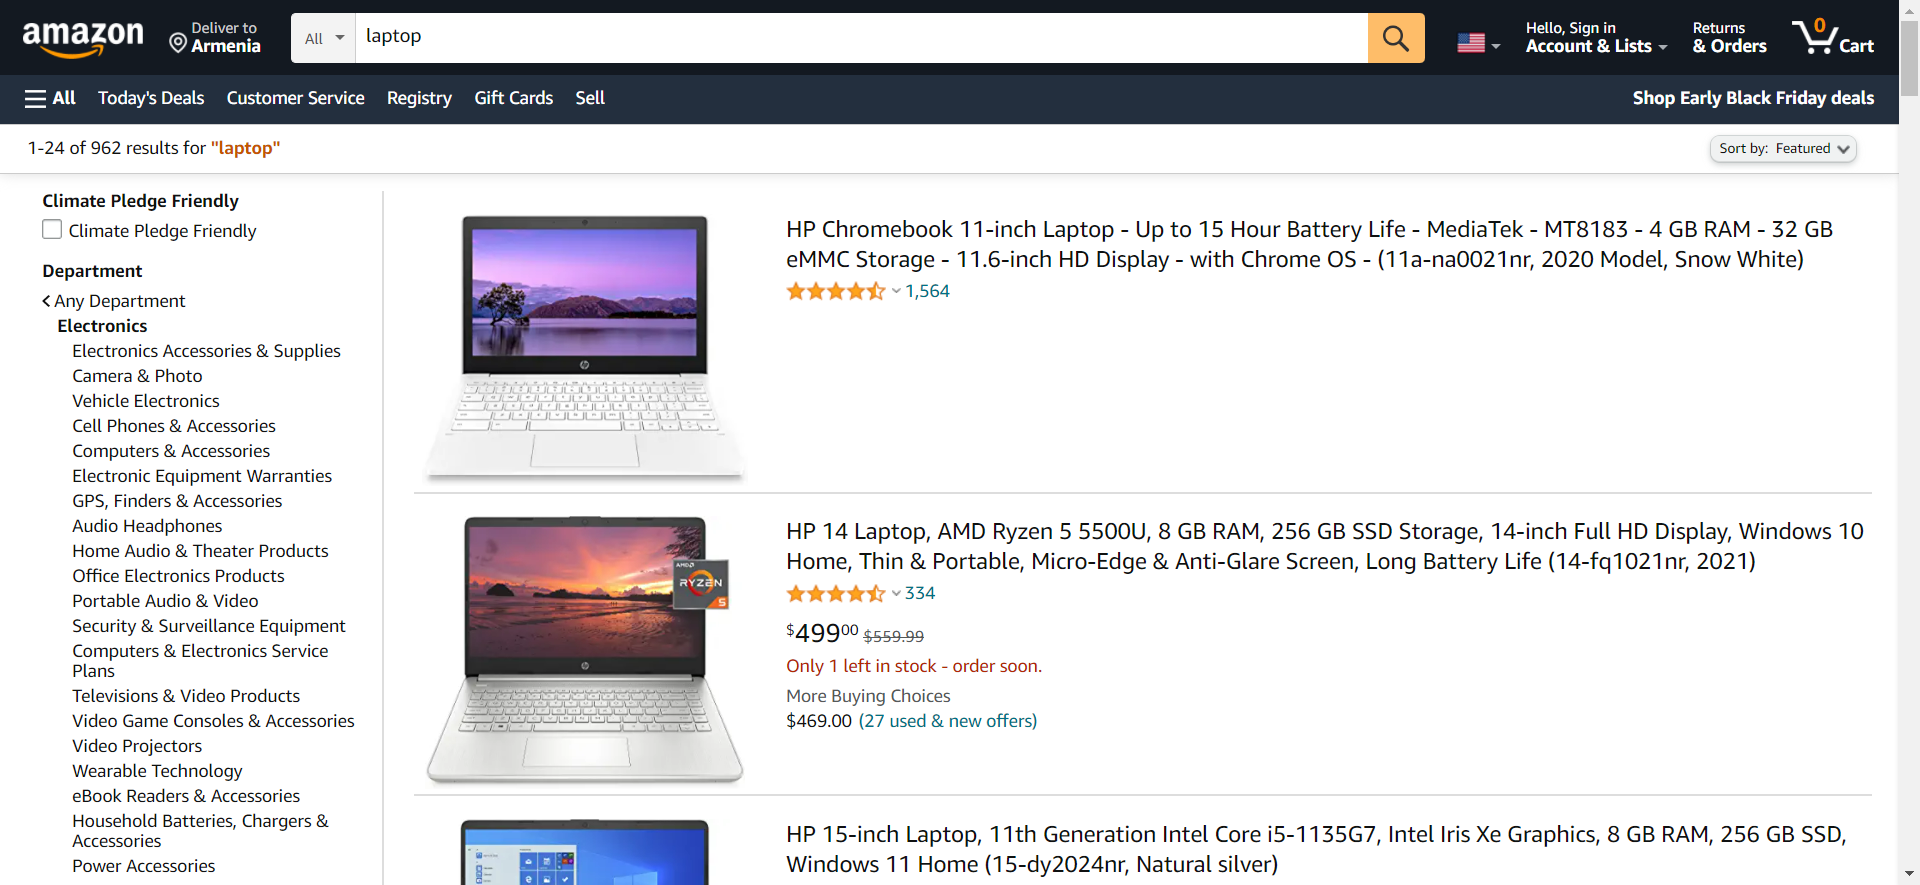 amazon
Deliver to
Armenia
All
laptop
Hello, Sign in
Account & Lists
Returns
& Orders
0
Cart
All
Today's Deals
Customer Service
Registry
Gift Cards
Sell
Shop Early Black Friday deals
1-24 of 962 results for "laptop"
Sort by: Featured
Climate Pledge Friendly
Climate Pledge Friendly
Department
Any Department
Electronics
Electronics Accessories & Supplies
Camera & Photo
Vehicle Electronics
Cell Phones & Accessories
Computers & Accessories
Electronic Equipment Warranties
GPS, Finders & Accessories
Audio Headphones
Home Audio & Theater Products
Office Electronics Products
Portable Audio & Video
Security & Surveillance Equipment
Computers & Electronics Service
Plans
Televisions & Video Products
Video Game Consoles & Accessories
Video Projectors
Wearable Technology
eBook Readers & Accessories
Household Batteries, Chargers &
Accessories
Power Accessories
HP Chromebook 11-inch Laptop - Up to 15 Hour Battery Life - MediaTek - MT8183 - 4 GB RAM - 32 GB
eMMC Storage - 11.6-inch HD Display - with Chrome OS - (11a-na0021nr, 2020 Model, Snow White)
1,564
hp
AMD
RYZEN
5
hp
HP 14 Laptop, AMD Ryzen 5 5500U, 8 GB RAM, 256 GB SSD Storage, 14-inch Full HD Display, Windows 10
Home, Thin & Portable, Micro-Edge & Anti-Glare Screen, Long Battery Life (14-fq1021nr, 2021)
334
$49900 $559.99
Only 1 left in stock - order soon.
More Buying Choices
$469.00 (27 used & new offers)
HP 15-inch Laptop, 11th Generation Intel Core i5-1135G7, Intel Iris Xe Graphics, 8 GB RAM, 256 GB SSD,
Windows 11 Home (15-dy2024nr, Natural silver)